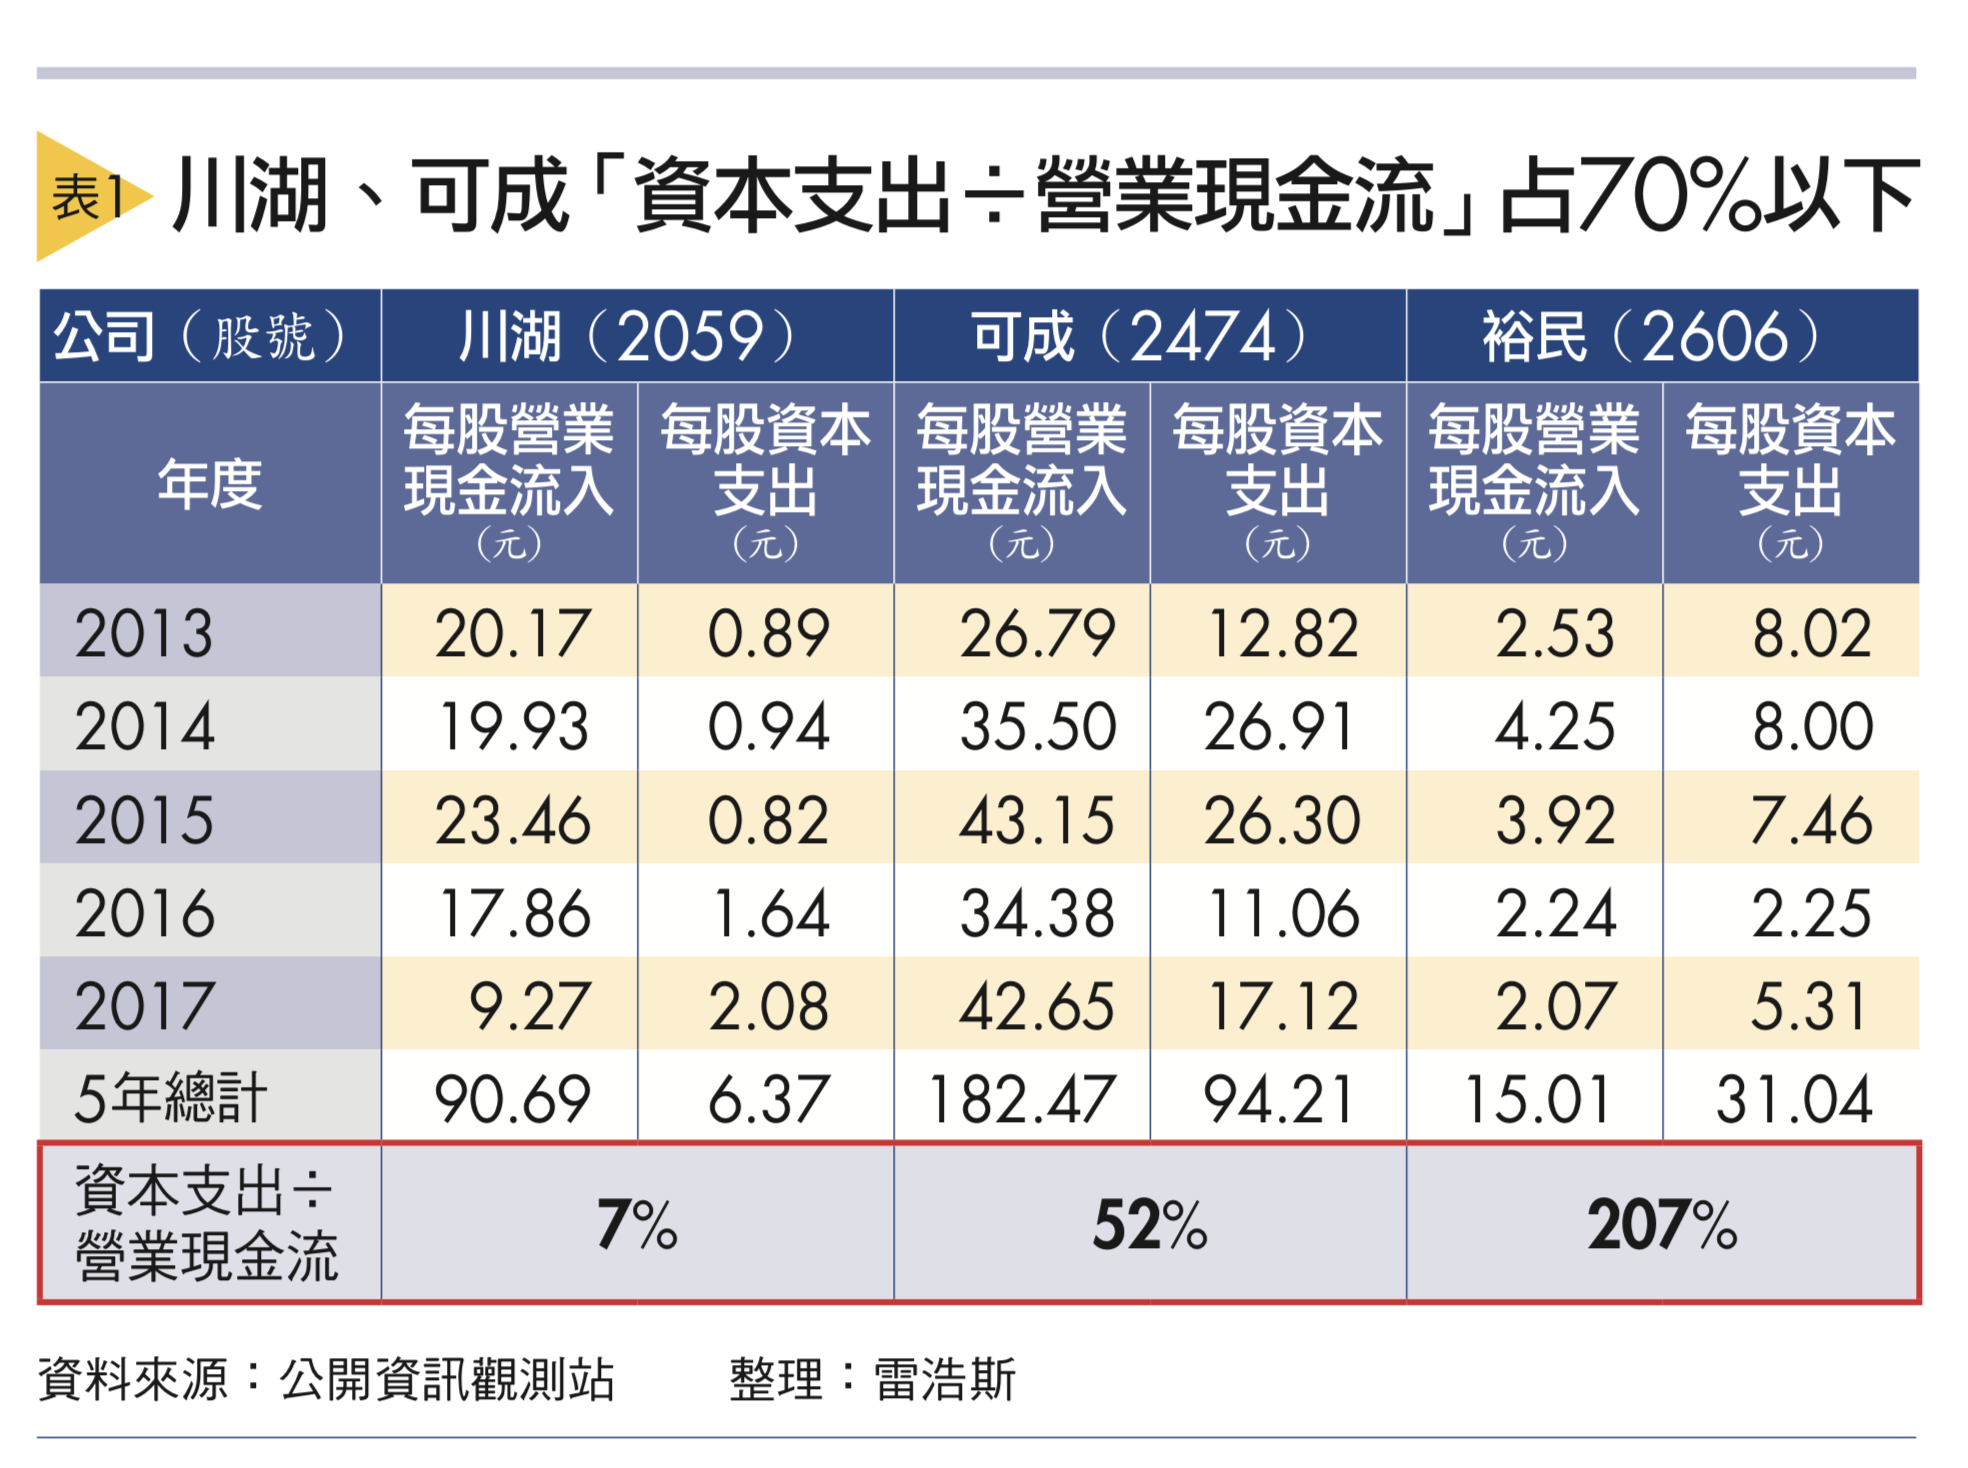 表1 川湖、可成「資本支出÷營業現金流」占70%以下
公司（股號） 川湖（2059） 可成（2474） 裕民（2606）
年度 每股營業現金流入（元） 每股資本支出（元） 每股營業現金流入（元） 每股資本支出（元） 每股營業現金流入（元） 每股資本支出（元）
2013 20.17 0.89 26.79 12.82 2.53 8.02
2014 19.93 0.94 35.50 26.91 4.25 8.00
2015 23.46 0.82 43.15 26.30 3.92 7.46
2016 17.86 1.64 34.38 11.06 2.24 2.25
2017 9.27 2.08 42.65 17.12 2.07 5.31
5年總計 90.69 6.37 182.47 94.21 15.01 31.04
資本支出÷營業現金流 7% 52% 207%
資料來源：公開資訊觀測站 整理：雷浩斯